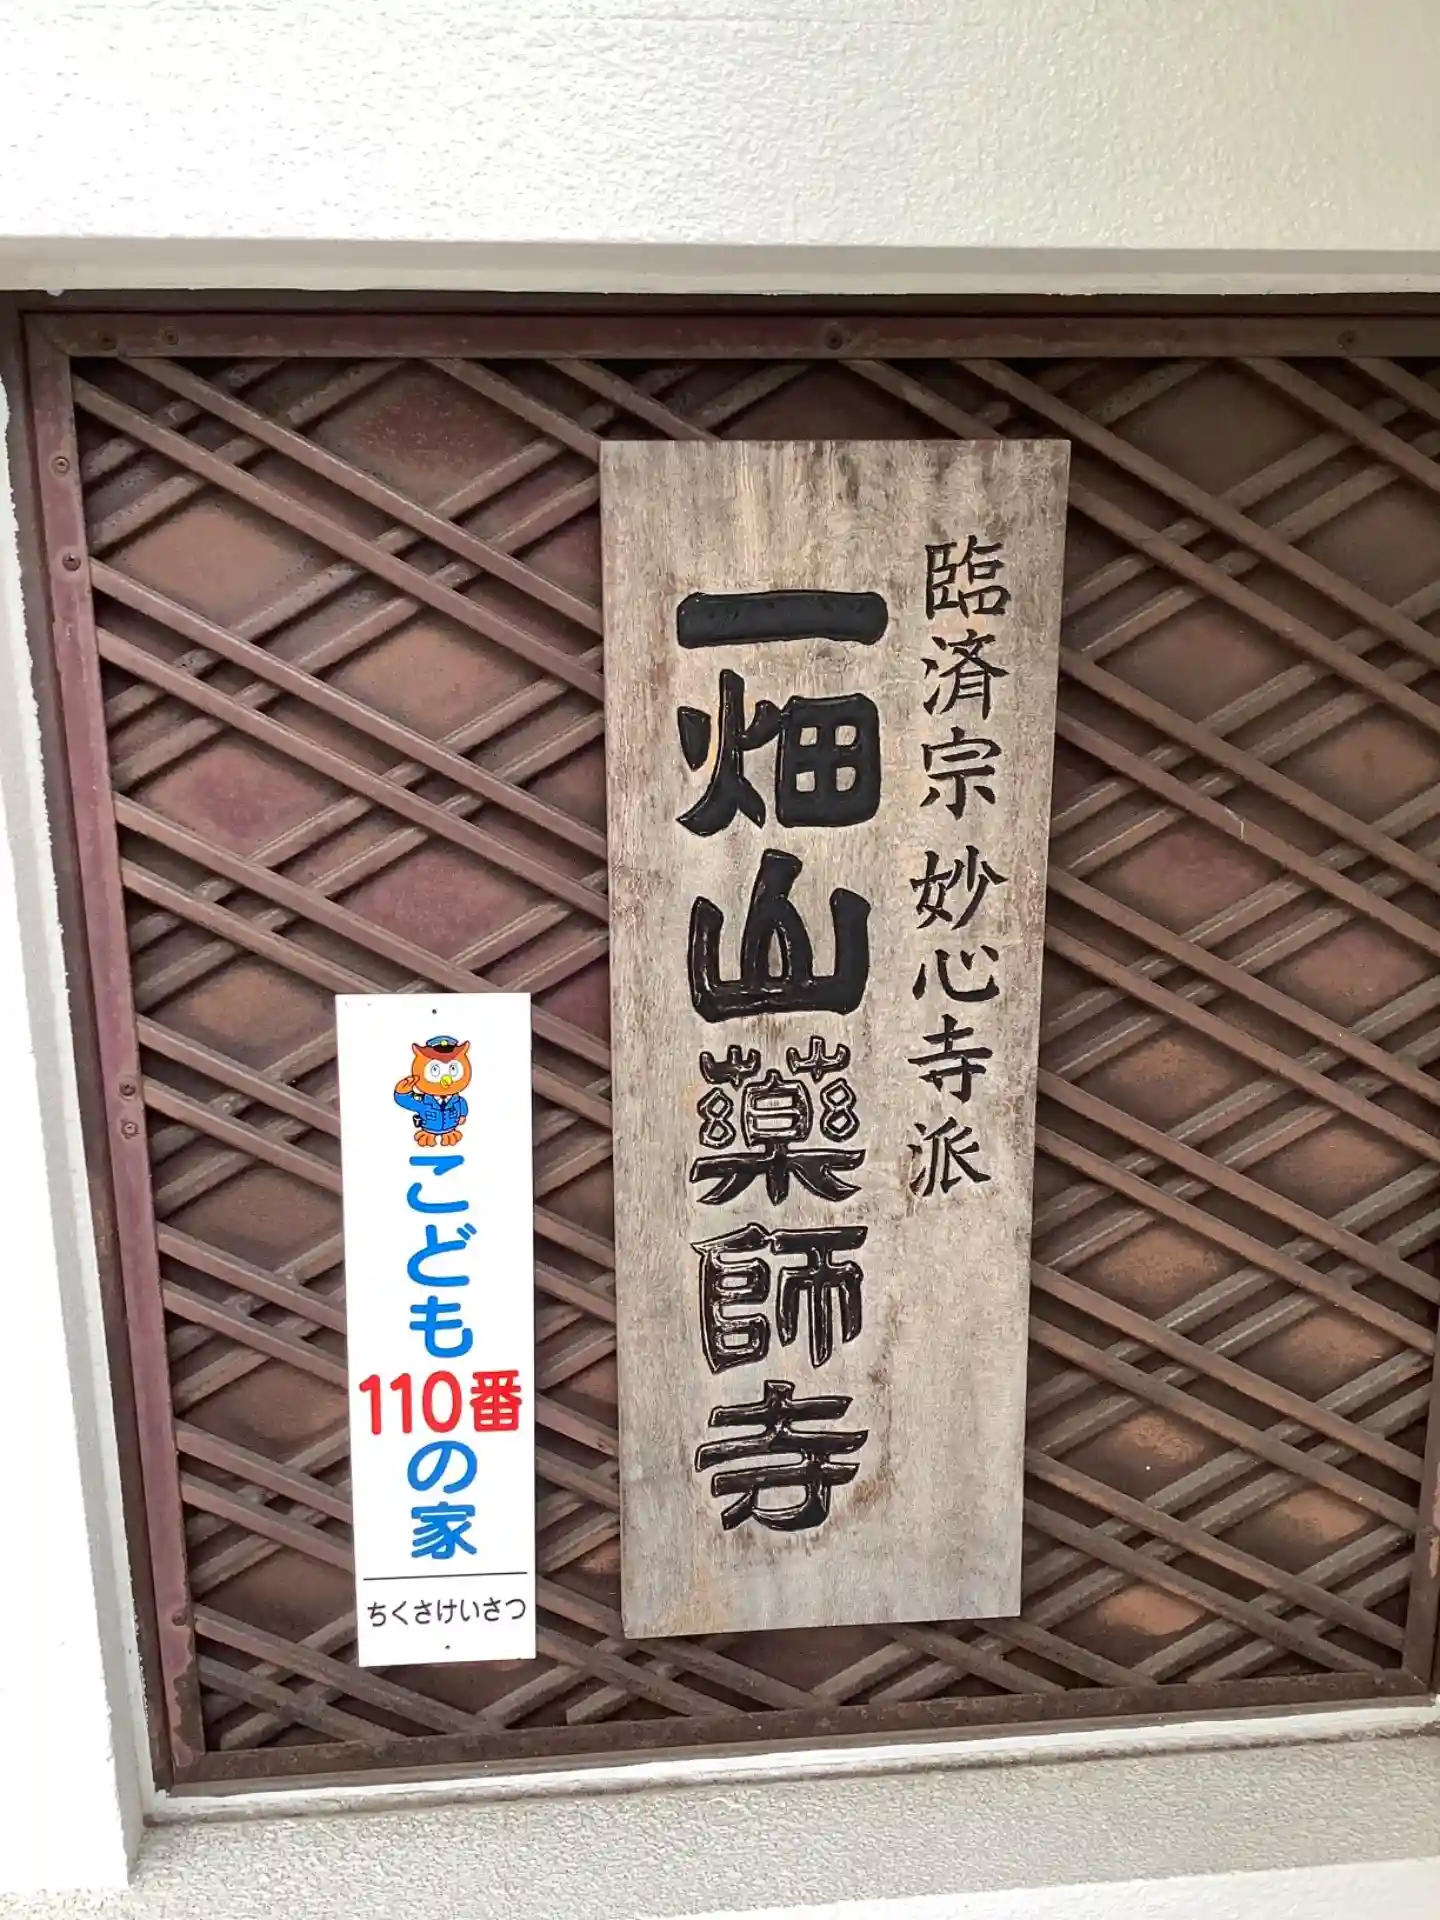 臨済宗 妙心寺派
一畑山薬師寺
こども
110番
の家
ちくさけいさつ